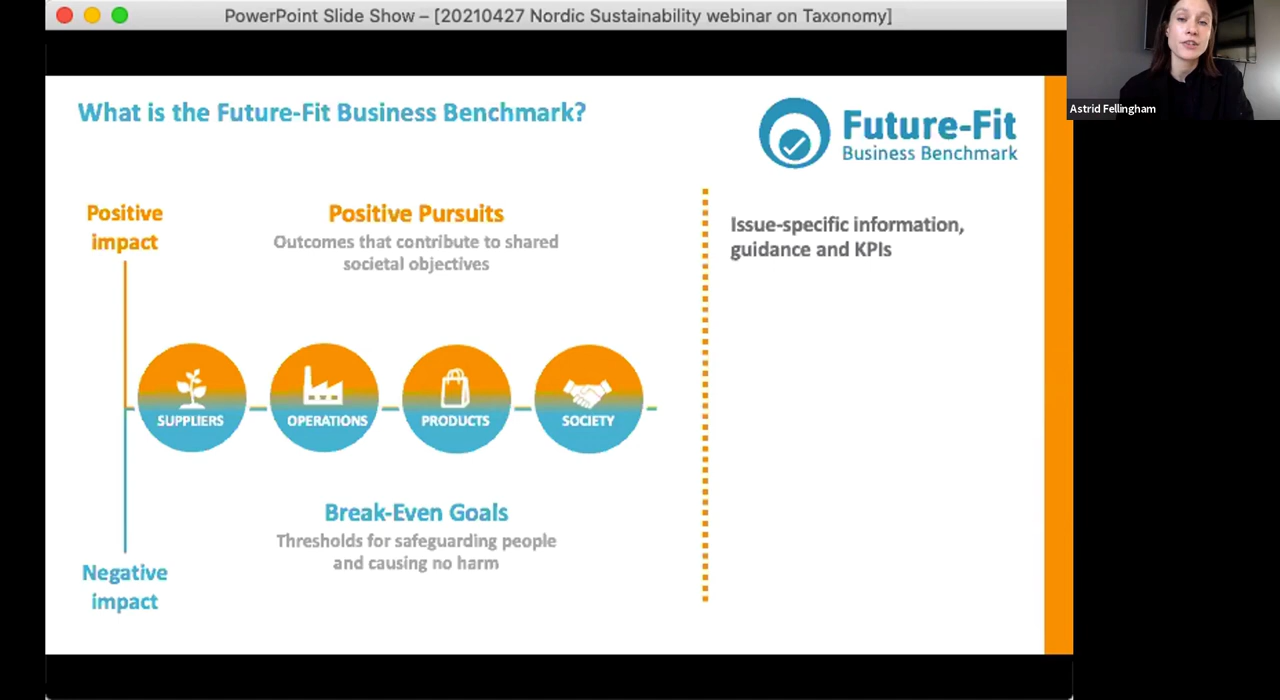 PowerPoint Slide Show – [20210427 Nordic Sustainability webinar on Taxonomy]
Astrid Fellingham
What is the Future-Fit Business Benchmark?
Future-Fit
Business Benchmark
Positive
impact
Positive Pursuits
Outcomes that contribute to shared
societal objectives
Issue-specific information,
guidance and KPIs
SUPPLIERS
OPERATIONS
PRODUCTS
SOCIETY
Break-Even Goals
Thresholds for safeguarding people
and causing no harm
Negative
impact